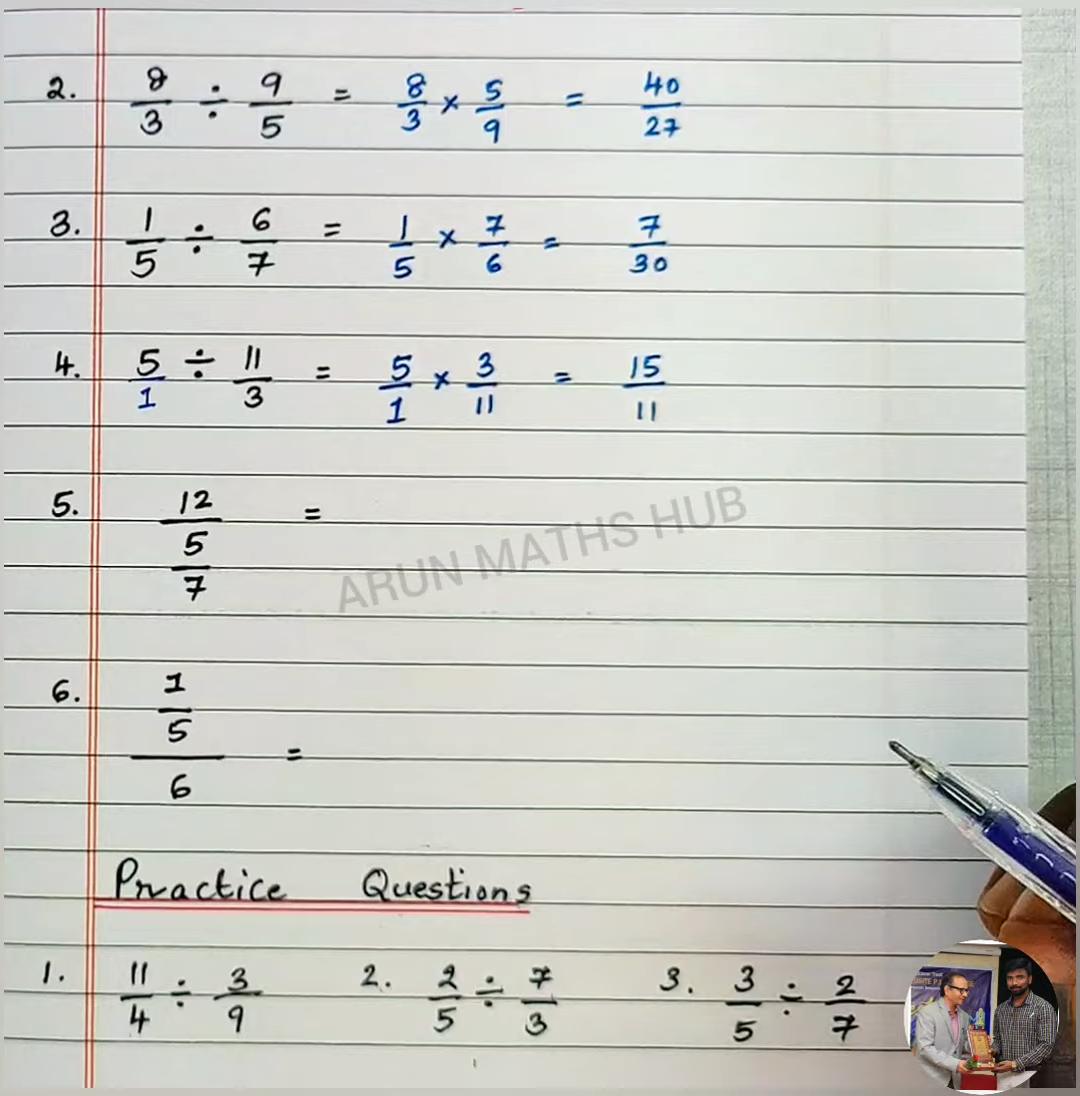 2. 8/3 ÷ 9/5 = 8/3 × 5/9 = 40/27
3. 1/5 ÷ 6/7 = 1/5 × 7/6 = 7/30
4. 5/1 ÷ 11/3 = 5/1 × 3/11 = 15/11
5. 12/(5/7) =
ARUN MATHS HUB
6. (1/5)/6 =
Practice Questions
1. 11/4 ÷ 3/9 2. 2/5 ÷ 7/3 3. 3/5 ÷ 2/7